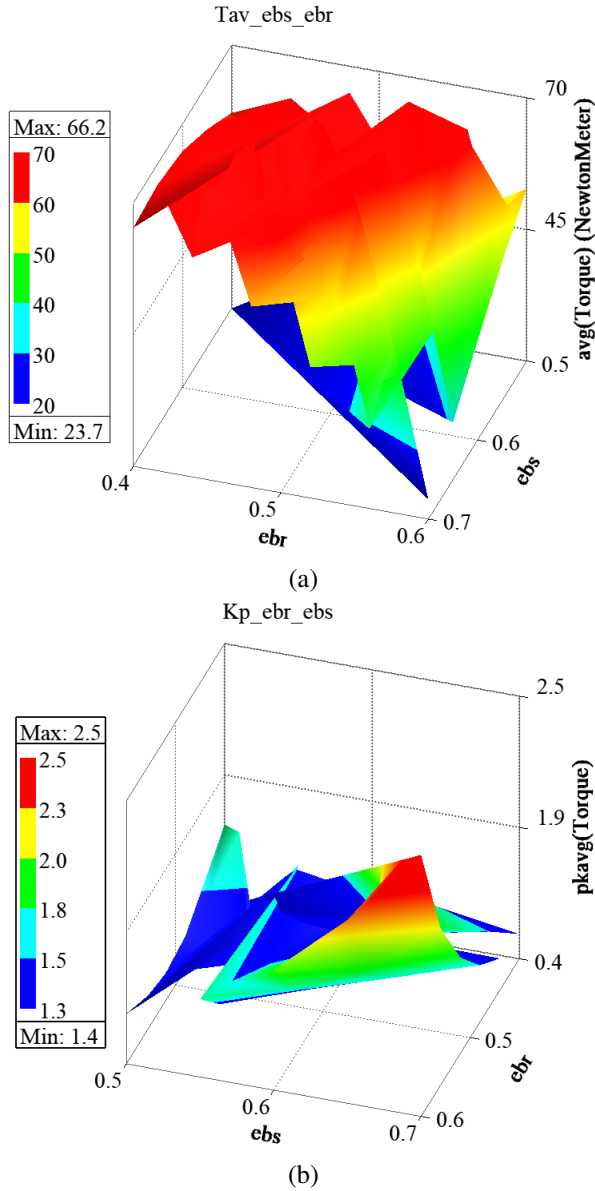 Tav_ebs_ebr
Max: 66.2
70
60
50
40
30
20
Min: 23.7
70
45
0.5
avg(Torque) (NewtonMeter)
0.6
ebs
0.7
0.4
0.5
0.6
ebr
(a)
Kp_ebr_ebs
Max: 2.5
2.5
2.3
2.0
1.8
1.5
1.3
Min: 1.4
2.5
1.9
0.4
pkavg(Torque)
0.5
ebr
0.6
0.5
0.6
0.7
ebs
(b)